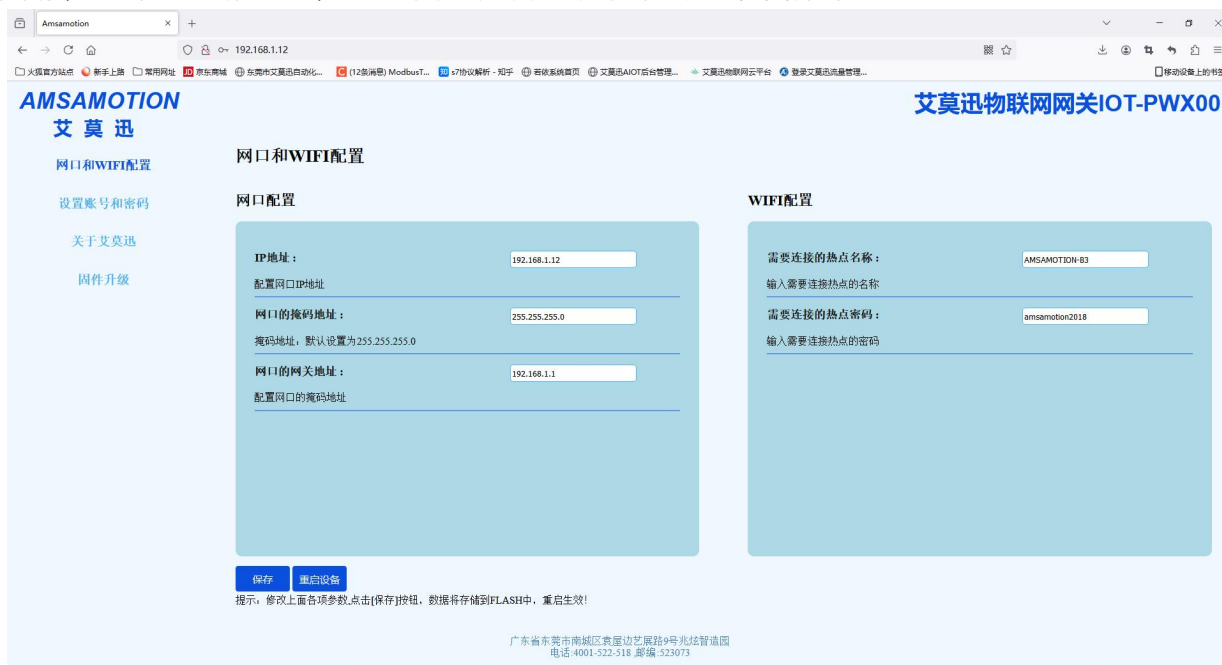 Amsamotion
192.168.1.12
火狐官方站点 新手上路 常用网址 京东商城 东莞市艾莫迅自动化... (12条消息) ModbusT... s7协议解析 - 知乎 若依系统首页 艾莫迅AIOT后台管理... 艾莫迅物联网云平台 登录艾莫迅流量管理... 移动设备上的书签
AMSAMOTION
艾莫迅
艾莫迅物联网网关IOT-PWX00
网口和WIFI配置
设置账号和密码
关于艾莫迅
固件升级
网口和WIFI配置
网口配置
IP地址：
192.168.1.12
配置网口IP地址
网口的掩码地址：
255.255.255.0
掩码地址，默认设置为255.255.255.0
网口的网关地址：
192.168.1.1
配置网口的掩码地址
WIFI配置
需要连接的热点名称：
AMSAMOTION-83
输入需要连接热点的名称
需要连接的热点密码：
amsamotion2018
输入需要连接热点的密码
保存 重启设备
提示：修改上面各项参数,点击[保存]按钮，数据将存储到FLASH中，重启生效！
广东省东莞市南城区袁屋边艺展路9号兆炫智造园
电话:4001-522-518 ,邮编:523073